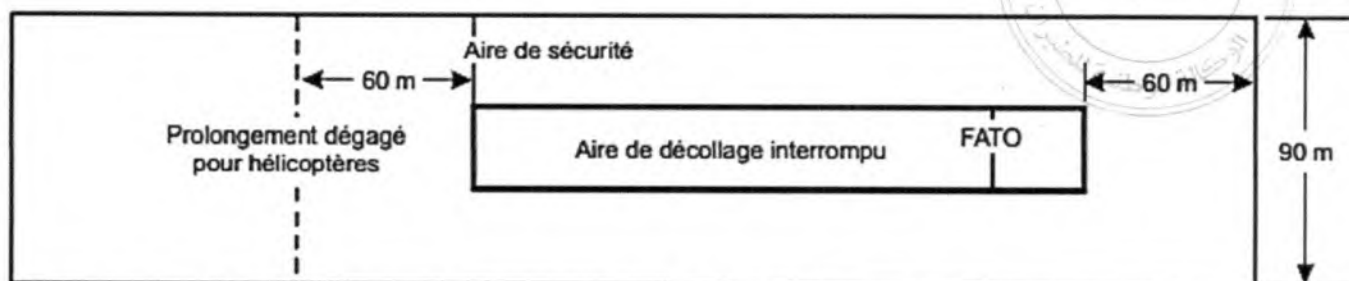 Aire de sécurité
60 m
60 m
Prolongement dégagé
pour hélicoptères
Aire de décollage interrompu
FATO
90 m